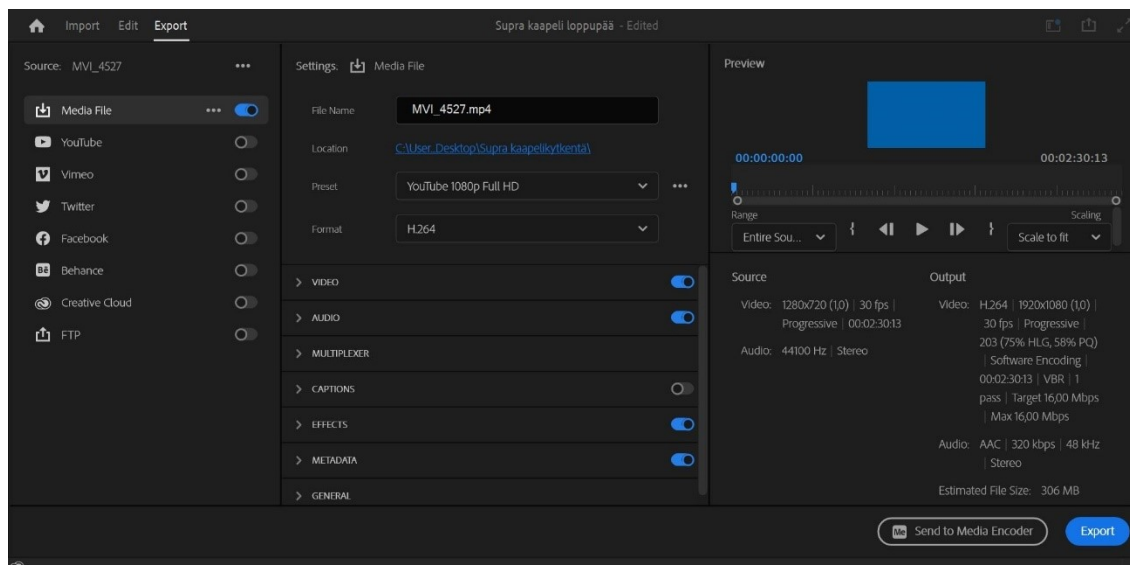 Import Edit Export
Supra kaapeli loppupää - Edited
Source: MVI_4527
Media File
YouTube
Vimeo
Twitter
Facebook
Behance
Creative Cloud
FTP
Settings: Media File
File Name MVI_4527.mp4
Location C:\User_Desktop\Supra kaapelikytkentä\
Preset YouTube 1080p Full HD
Format H.264
VIDEO
AUDIO
MULTIPLEXER
CAPTIONS
EFFECTS
METADATA
GENERAL
Preview
00:00:00:00 00:02:30:13
Range Scaling
Entire Sou... Scale to fit
Source
Video: 1280x720 (1,0) | 30 fps |
Progressive | 00:02:30:13
Audio: 44100 Hz | Stereo
Output
Video: H.264 | 1920x1080 (1,0) |
30 fps | Progressive |
203 (75% HLG, 58% PQ)
| Software Encoding |
00:02:30:13 | VBR | 1
pass | Target 16,00 Mbps
| Max 16,00 Mbps
Audio: AAC | 320 kbps | 48 kHz
| Stereo
Estimated File Size: 306 MB
Me Send to Media Encoder Export